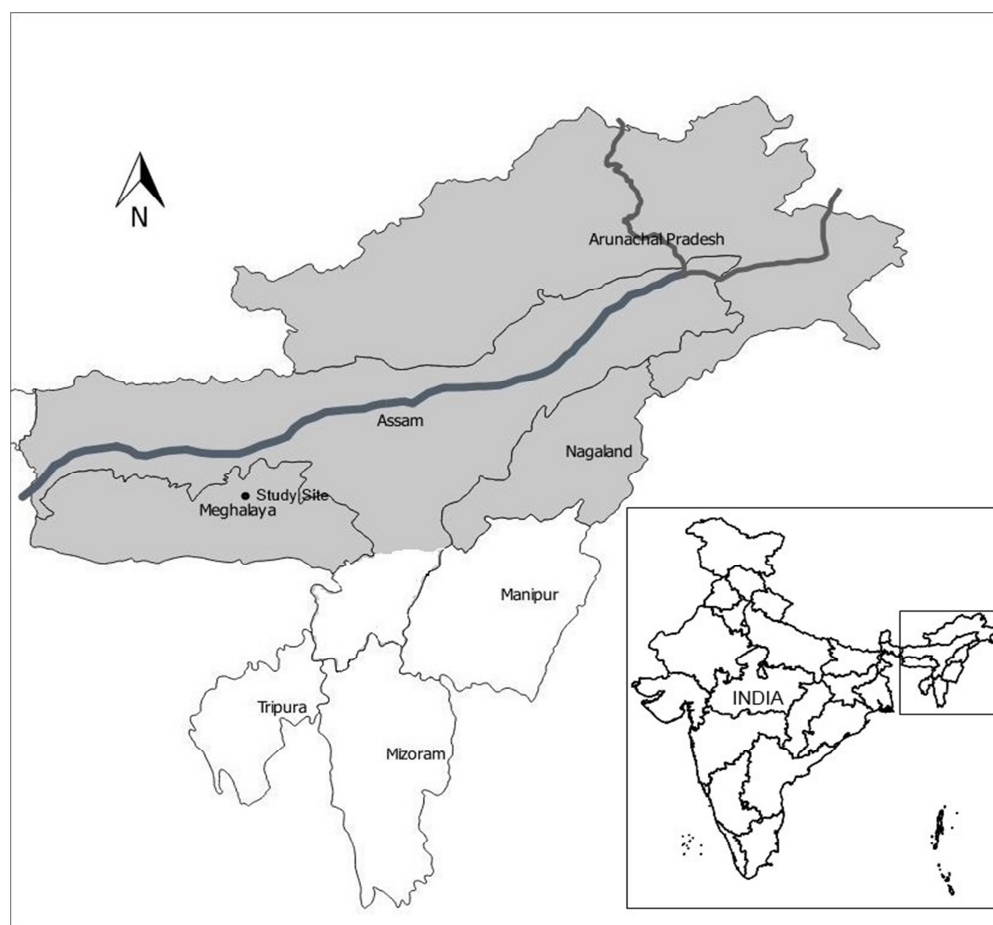 N
Arunachal Pradesh
Assam
Nagaland
Study Site
Meghalaya
Manipur
Tripura
Mizoram
INDIA